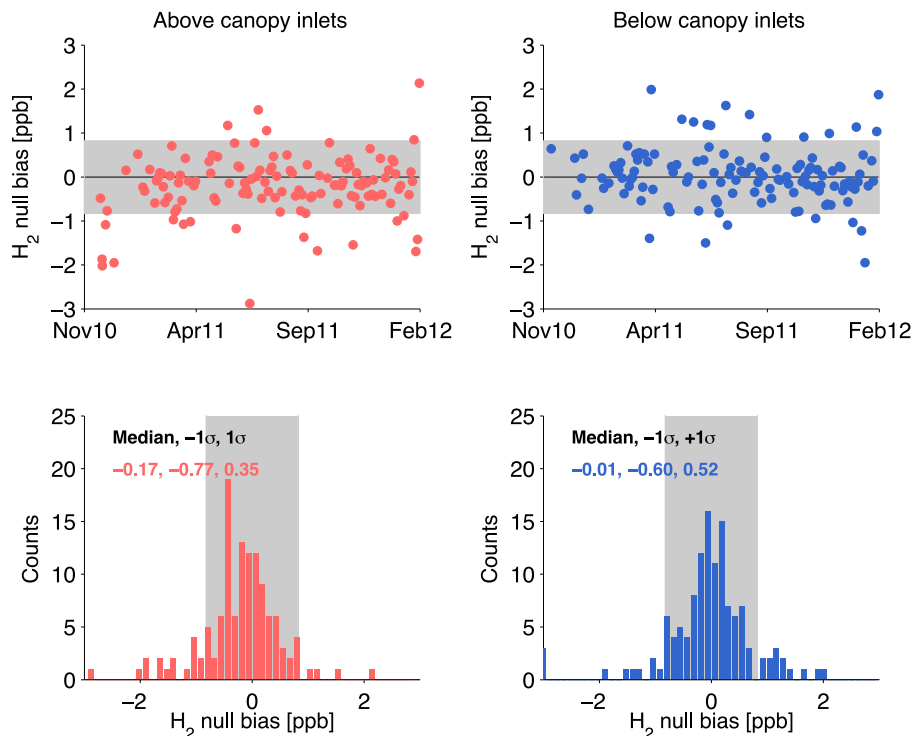 Above canopy inlets
H2 null bias [ppb]
3
2
1
0
−1
−2
−3
Nov10
Apr11
Sep11
Feb12
Below canopy inlets
H2 null bias [ppb]
3
2
1
0
−1
−2
−3
Nov10
Apr11
Sep11
Feb12
Counts
25
20
15
10
5
0
Median, −1σ, 1σ
−0.17, −0.77, 0.35
−2
0
2
H2 null bias [ppb]
Counts
25
20
15
10
5
0
Median, −1σ, +1σ
−0.01, −0.60, 0.52
−2
0
2
H2 null bias [ppb]